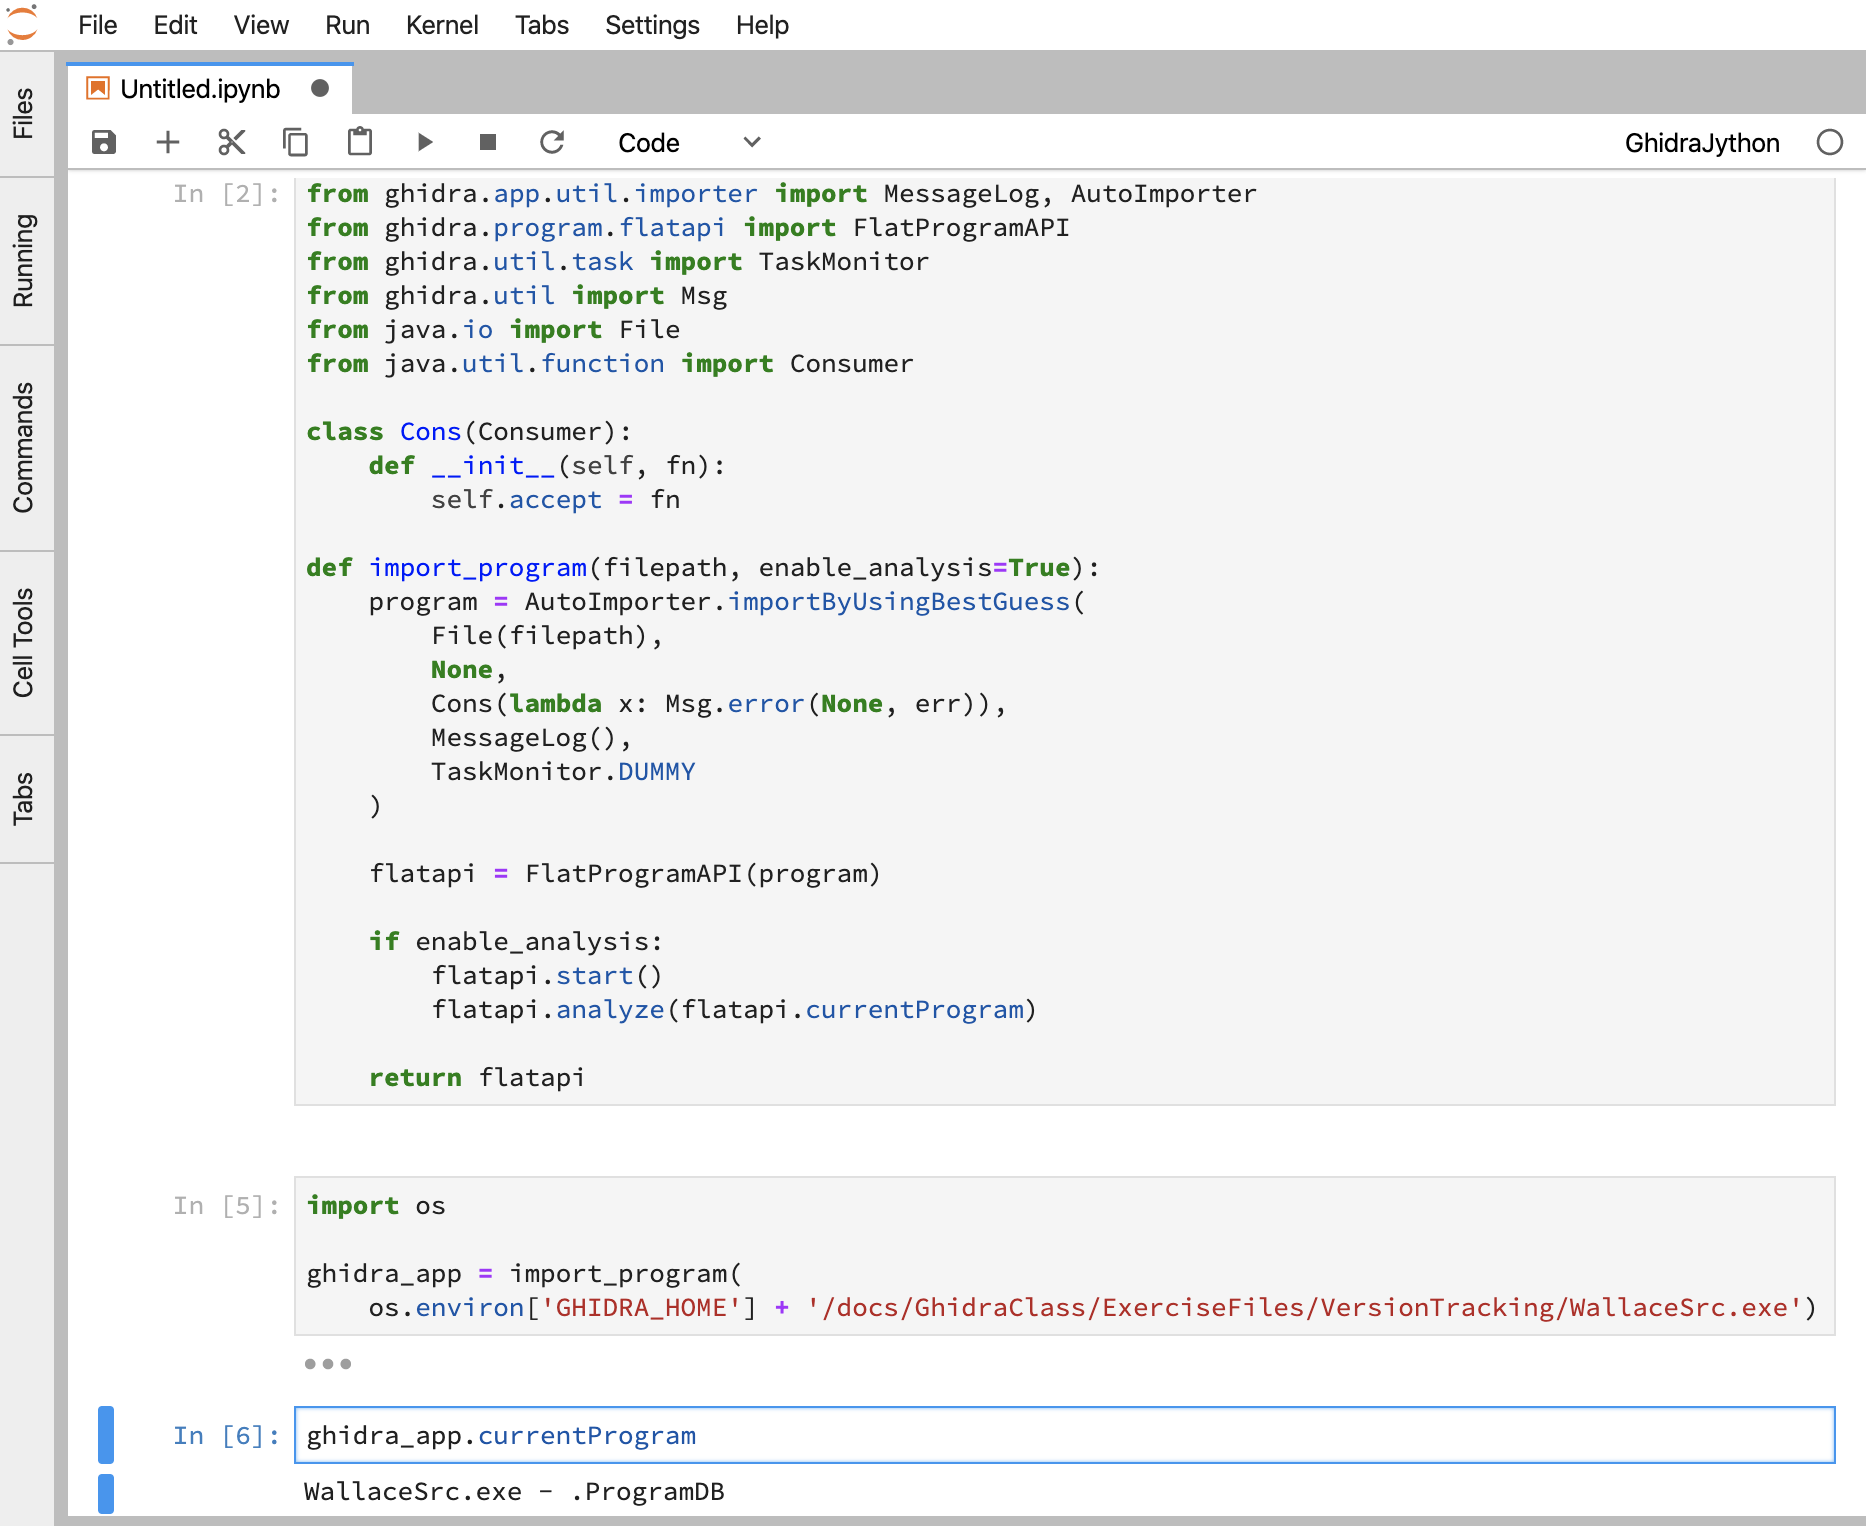 File Edit View Run Kernel Tabs Settings Help
Files
Running
Commands
Cell Tools
Tabs
Untitled.ipynb
Code
GhidraJython
In [2]:
from ghidra.app.util.importer import MessageLog, AutoImporter
from ghidra.program.flatapi import FlatProgramAPI
from ghidra.util.task import TaskMonitor
from ghidra.util import Msg
from java.io import File
from java.util.function import Consumer
class Cons(Consumer):
    def __init__(self, fn):
        self.accept = fn
def import_program(filepath, enable_analysis=True):
    program = AutoImporter.importByUsingBestGuess(
        File(filepath),
        None,
        Cons(lambda x: Msg.error(None, err)),
        MessageLog(),
        TaskMonitor.DUMMY
    )
    flatapi = FlatProgramAPI(program)
    if enable_analysis:
        flatapi.start()
        flatapi.analyze(flatapi.currentProgram)
    return flatapi
In [5]:
import os
ghidra_app = import_program(
    os.environ['GHIDRA_HOME'] + '/docs/GhidraClass/ExerciseFiles/VersionTracking/WallaceSrc.exe')
In [6]:
ghidra_app.currentProgram
WallaceSrc.exe - .ProgramDB